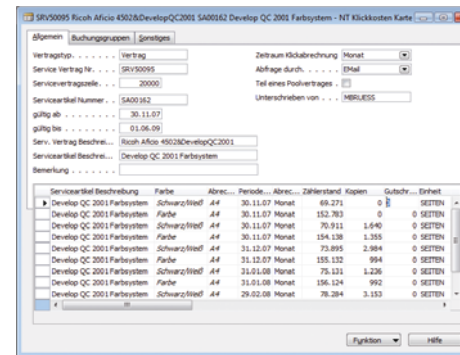 SRV50095 Ricoh Aficio 4502&DevelopQC2001 SA00162 Develop QC 2001 Farbsystem - NT Klickkosten Karte
Allgemein Buchungsgruppen Sonstiges
Vertragstyp. . . . . . . . Vertrag
Service Vertrag Nr. . . . . SRV50095
Servicevertragszeile. . . . 20000
Serviceartikel Nummer . . SA00162
gültig ab . . . . . . . . . 30.11.07
gültig bis . . . . . . . . . 01.06.09
Serv. Vertrag Beschrei... Ricoh Aficio 4502&DevelopQC2001
Serviceartikel Beschrei... Develop QC 2001 Farbsystem
Bemerkung . . . . . . . .
Zeitraum Klickabrechnung Monat
Abfrage durch. . . . . . EMail
Teil eines Poolvertrages .
Unterschrieben von . . . MBRUESS
Serviceartikel Beschreibung Farbe Abrec... Periode... Abrec... Zählerstand Kopien Gutschr... Einheit
Develop QC 2001 Farbsystem Schwarz/Weiß A4 30.11.07 Monat 69.271 0 SEITEN
Develop QC 2001 Farbsystem Farbe A4 30.11.07 Monat 152.783 0 0 SEITEN
Develop QC 2001 Farbsystem Schwarz/Weiß A4 30.11.07 Monat 70.911 1.640 0 SEITEN
Develop QC 2001 Farbsystem Farbe A4 30.11.07 Monat 154.138 1.355 0 SEITEN
Develop QC 2001 Farbsystem Schwarz/Weiß A4 31.12.07 Monat 73.895 2.984 0 SEITEN
Develop QC 2001 Farbsystem Farbe A4 31.12.07 Monat 155.132 994 0 SEITEN
Develop QC 2001 Farbsystem Schwarz/Weiß A4 31.01.08 Monat 75.131 1.236 0 SEITEN
Develop QC 2001 Farbsystem Farbe A4 31.01.08 Monat 156.124 992 0 SEITEN
Develop QC 2001 Farbsystem Schwarz/Weiß A4 29.02.08 Monat 78.284 3.153 0 SEITEN
Funktion Hilfe